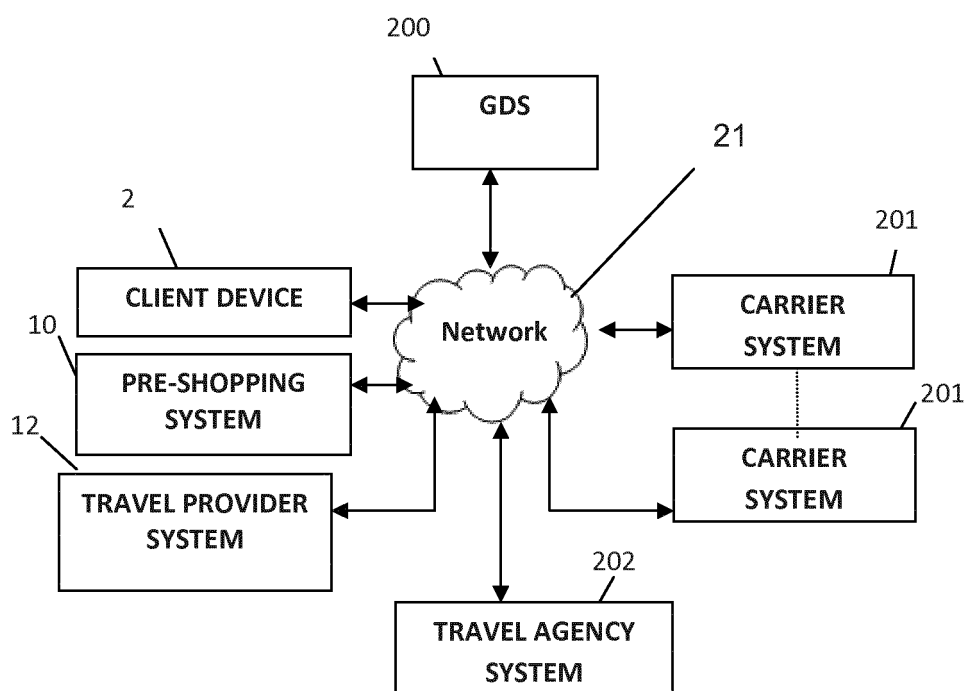 200
GDS
21
2
CLIENT DEVICE
201
CARRIER
SYSTEM
Network
10
PRE-SHOPPING
SYSTEM
201
CARRIER
SYSTEM
12
TRAVEL PROVIDER
SYSTEM
202
TRAVEL AGENCY
SYSTEM